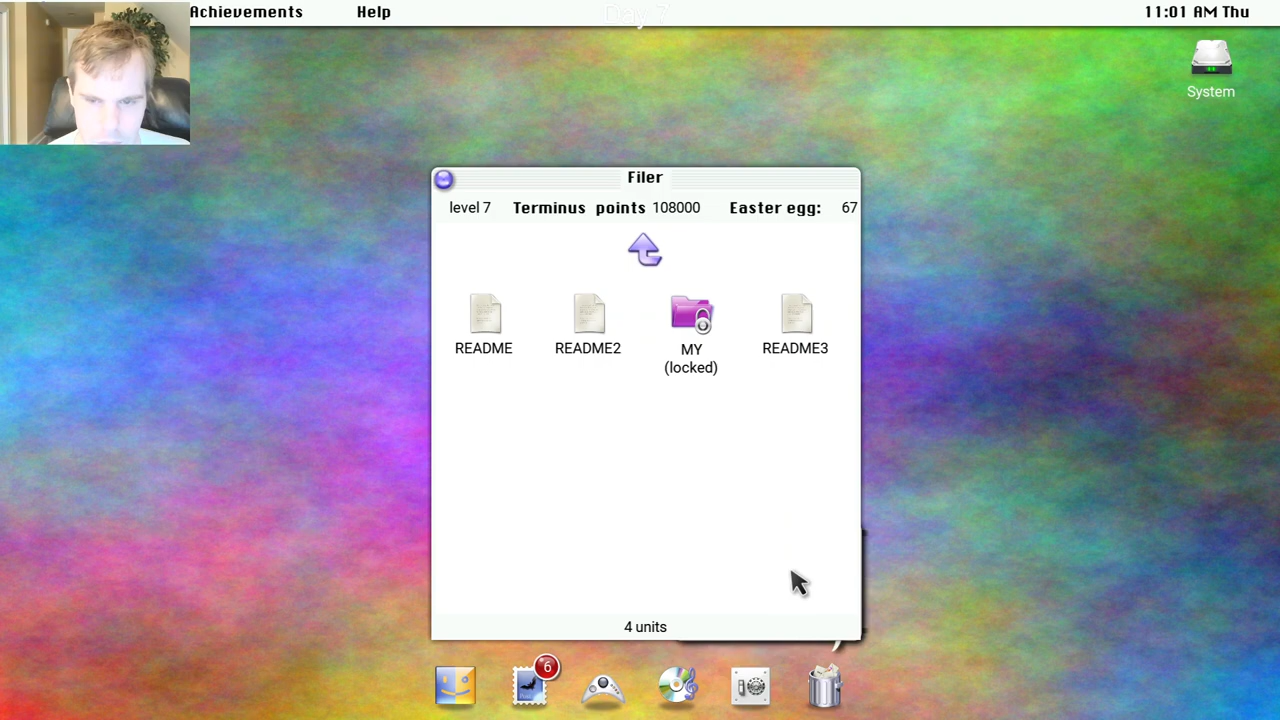 Achievements Help Day ? 11:01 AM Thu
System
Filer
level 7 Terminus points 108000 Easter egg: 67
README README2 MY (locked) README3
4 units
6